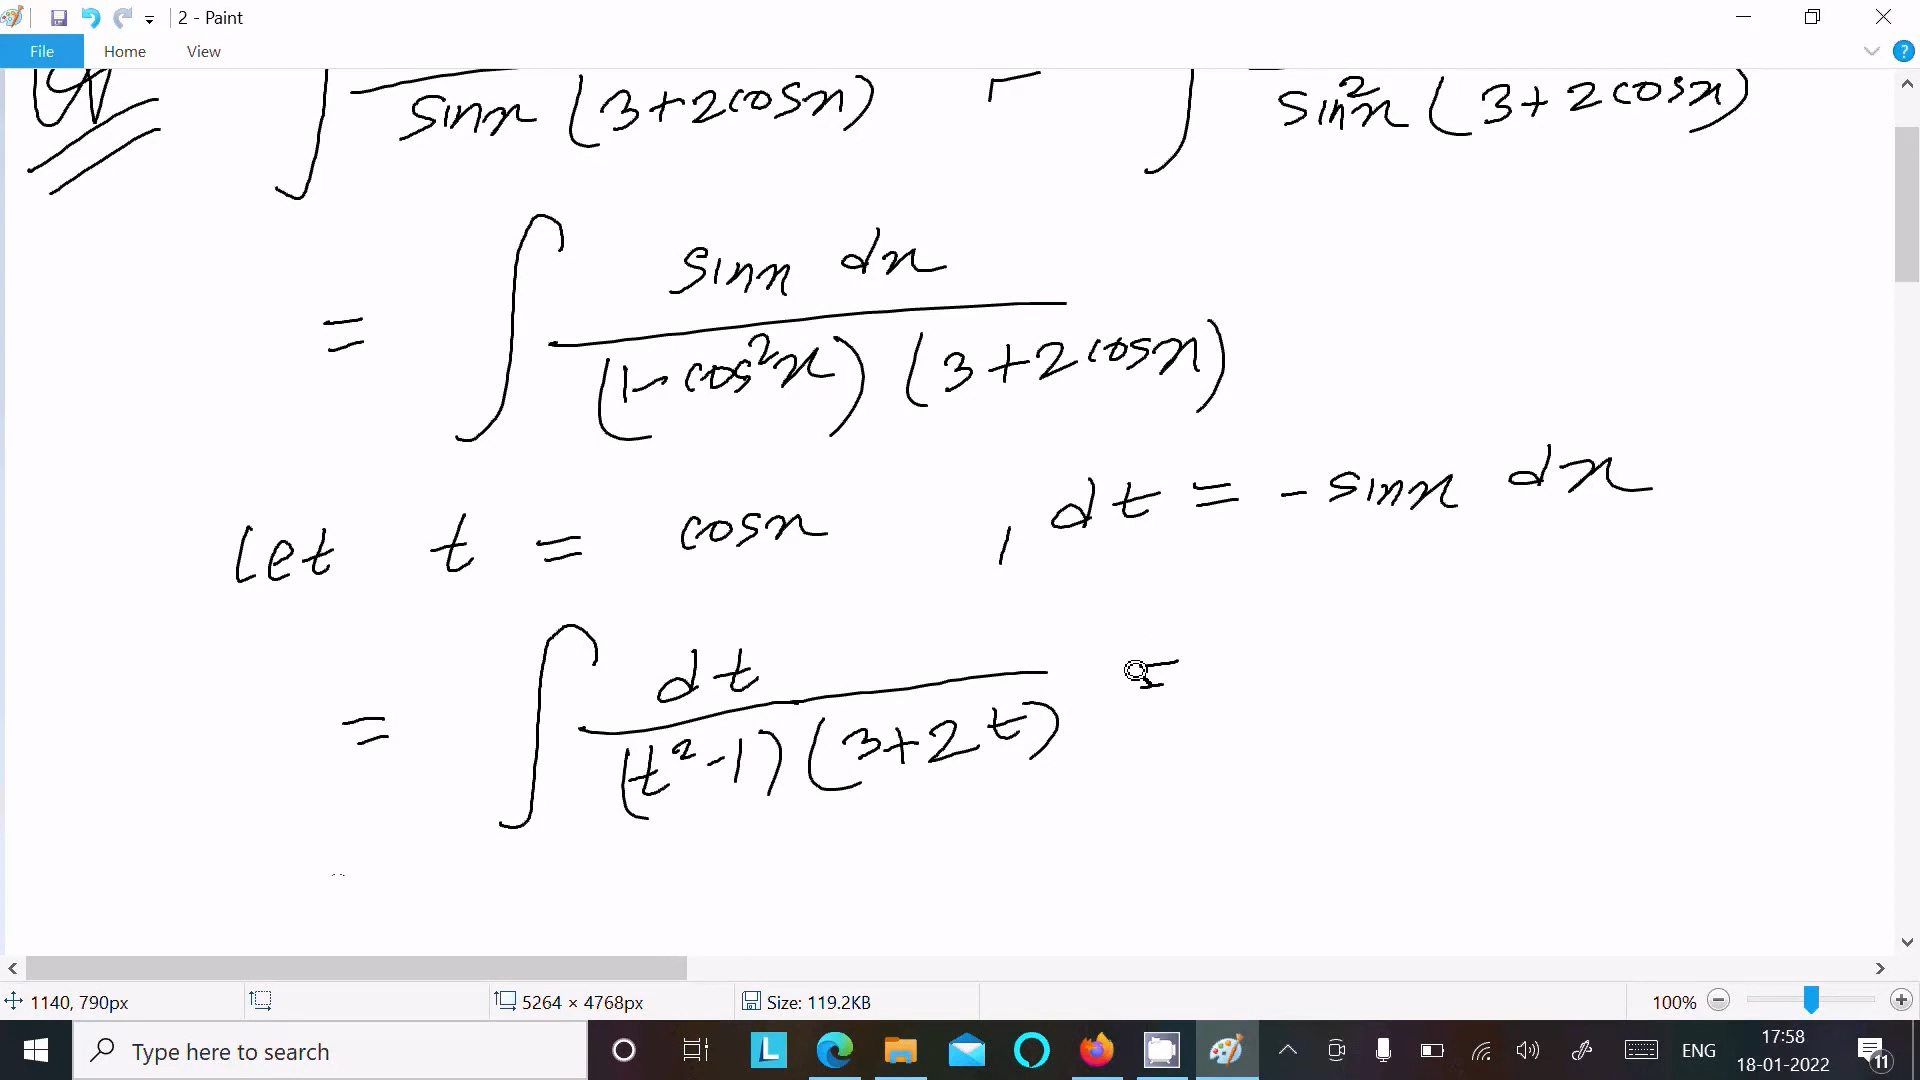 2 - Paint
File Home View
∫ sinx (3+2cosx) = ∫ sin²x (3+2cosx)
= ∫ sinx dx / (1-cos²x) (3+2cosx)
Let t = cosx , dt = - sinx dx
= ∫ dt / (t²-1) (3+2t) =
1140, 790px 5264 × 4768px Size: 119.2KB 100%
Type here to search ENG 17:58
18-01-2022 11